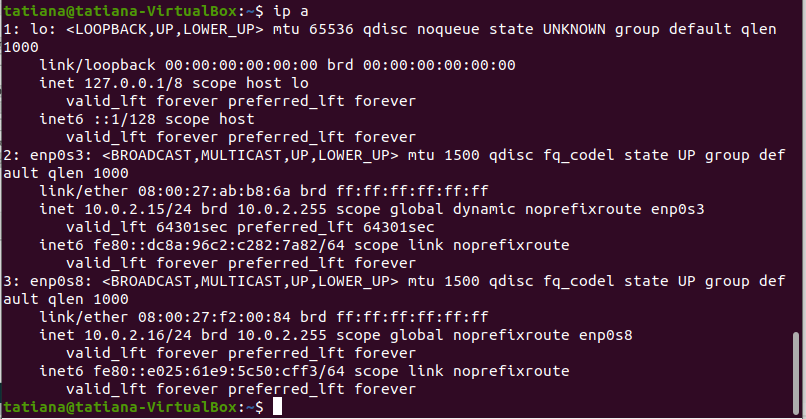 tatiana@tatiana-VirtualBox:~$ ip a
1: lo: <LOOPBACK,UP,LOWER_UP> mtu 65536 qdisc noqueue state UNKNOWN group default qlen
1000
    link/loopback 00:00:00:00:00:00 brd 00:00:00:00:00:00
    inet 127.0.0.1/8 scope host lo
       valid_lft forever preferred_lft forever
    inet6 ::1/128 scope host
       valid_lft forever preferred_lft forever
2: enp0s3: <BROADCAST,MULTICAST,UP,LOWER_UP> mtu 1500 qdisc fq_codel state UP group def
ault qlen 1000
    link/ether 08:00:27:ab:b8:6a brd ff:ff:ff:ff:ff:ff
    inet 10.0.2.15/24 brd 10.0.2.255 scope global dynamic noprefixroute enp0s3
       valid_lft 64301sec preferred_lft 64301sec
    inet6 fe80::dc8a:96c2:c282:7a82/64 scope link noprefixroute
       valid_lft forever preferred_lft forever
3: enp0s8: <BROADCAST,MULTICAST,UP,LOWER_UP> mtu 1500 qdisc fq_codel state UP group def
ault qlen 1000
    link/ether 08:00:27:f2:00:84 brd ff:ff:ff:ff:ff:ff
    inet 10.0.2.16/24 brd 10.0.2.255 scope global noprefixroute enp0s8
       valid_lft forever preferred_lft forever
    inet6 fe80::e025:61e9:5c50:cff3/64 scope link noprefixroute
       valid_lft forever preferred_lft forever
tatiana@tatiana-VirtualBox:~$